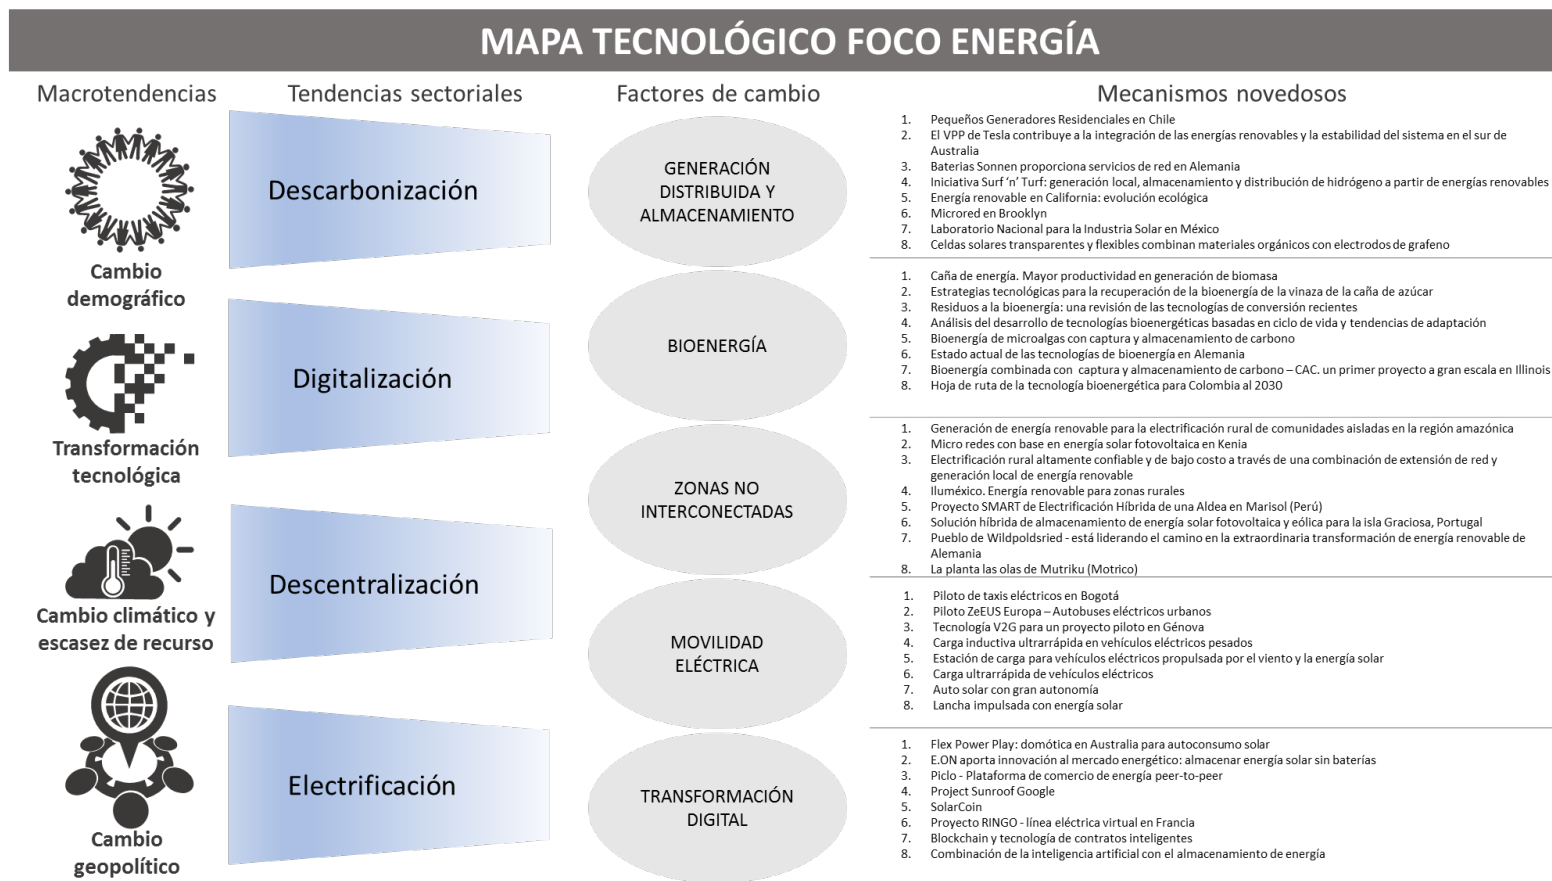 MAPA TECNOLÓGICO FOCO ENERGÍA
Macrotendencias
Tendencias sectoriales
Factores de cambio
Mecanismos novedosos
Cambio
demográfico
Transformación
tecnológica
Cambio climático y
escasez de recurso
Cambio
geopolítico
Descarbonización
Digitalización
Descentralización
Electrificación
GENERACIÓN
DISTRIBUIDA Y
ALMACENAMIENTO
1. Pequeños Generadores Residenciales en Chile
2. El VPP de Tesla contribuye a la integración de las energías renovables y la estabilidad del sistema en el sur de
Australia
3. Baterias Sonnen proporciona servicios de red en Alemania
4. Iniciativa Surf ‘n’ Turf: generación local, almacenamiento y distribución de hidrógeno a partir de energías renovables
5. Energía renovable en California: evolución ecológica
6. Microred en Brooklyn
7. Laboratorio Nacional para la Industria Solar en México
8. Celdas solares transparentes y flexibles combinan materiales orgánicos con electrodos de grafeno
BIOENERGÍA
1. Caña de energía. Mayor productividad en generación de biomasa
2. Estrategias tecnológicas para la recuperación de la bioenergía de la vinaza de la caña de azúcar
3. Residuos a la bioenergía: una revisión de las tecnologías de conversión recientes
4. Análisis del desarrollo de tecnologías bioenergéticas basadas en ciclo de vida y tendencias de adaptación
5. Bioenergía de microalgas con captura y almacenamiento de carbono
6. Estado actual de las tecnologías de bioenergía en Alemania
7. Bioenergía combinada con captura y almacenamiento de carbono – CAC. un primer proyecto a gran escala en Illinois
8. Hoja de ruta de la tecnología bioenergética para Colombia al 2030
ZONAS NO
INTERCONECTADAS
1. Generación de energía renovable para la electrificación rural de comunidades aisladas en la región amazónica
2. Micro redes con base en energía solar fotovoltaica en Kenia
3. Electrificación rural altamente confiable y de bajo costo a través de una combinación de extensión de red y
generación local de energía renovable
4. Iluméxico. Energía renovable para zonas rurales
5. Proyecto SMART de Electrificación Híbrida de una Aldea en Marisol (Perú)
6. Solución híbrida de almacenamiento de energía solar fotovoltaica y eólica para la isla Graciosa, Portugal
7. Pueblo de Wildpoldsried - está liderando el camino en la extraordinaria transformación de energía renovable de
Alemania
8. La planta las olas de Mutriku (Motrico)
MOVILIDAD
ELÉCTRICA
1. Piloto de taxis eléctricos en Bogotá
2. Piloto ZeEUS Europa – Autobuses eléctricos urbanos
3. Tecnología V2G para un proyecto piloto en Génova
4. Carga inductiva ultrarrápida en vehículos eléctricos pesados
5. Estación de carga para vehículos eléctricos propulsada por el viento y la energía solar
6. Carga ultrarrápida de vehículos eléctricos
7. Auto solar con gran autonomía
8. Lancha impulsada con energía solar
TRANSFORMACIÓN
DIGITAL
1. Flex Power Play: domótica en Australia para autoconsumo solar
2. E.ON aporta innovación al mercado energético: almacenar energía solar sin baterías
3. Piclo - Plataforma de comercio de energía peer-to-peer
4. Project Sunroof Google
5. SolarCoin
6. Proyecto RINGO - línea eléctrica virtual en Francia
7. Blockchain y tecnología de contratos inteligentes
8. Combinación de la inteligencia artificial con el almacenamiento de energía